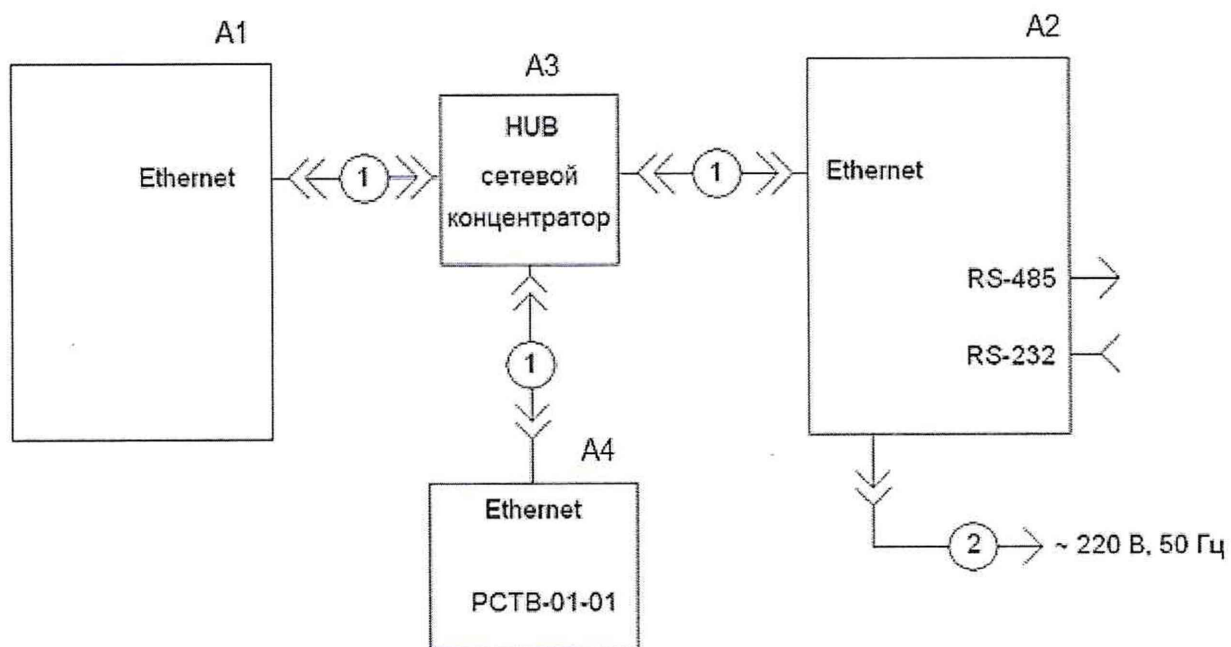 A1
A2
A3
HUB
сетевой
концентратор
Ethernet
1
1
Ethernet
RS-485
RS-232
1
A4
Ethernet
РСТВ-01-01
2
~ 220 В, 50 Гц